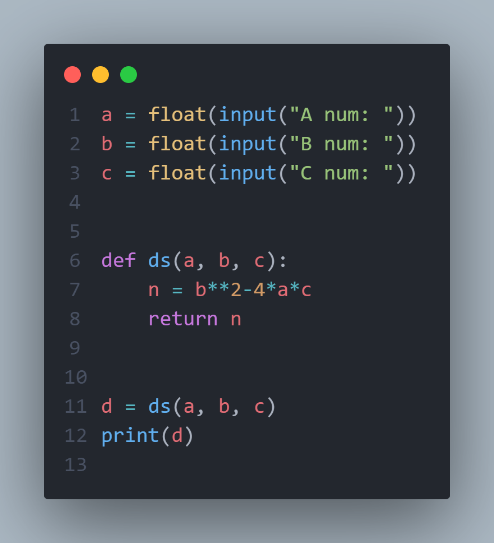 1 a = float(input("A num: "))
2 b = float(input("B num: "))
3 c = float(input("C num: "))
4
5
6 def ds(a, b, c):
7     n = b**2-4*a*c
8     return n
9
10
11 d = ds(a, b, c)
12 print(d)
13